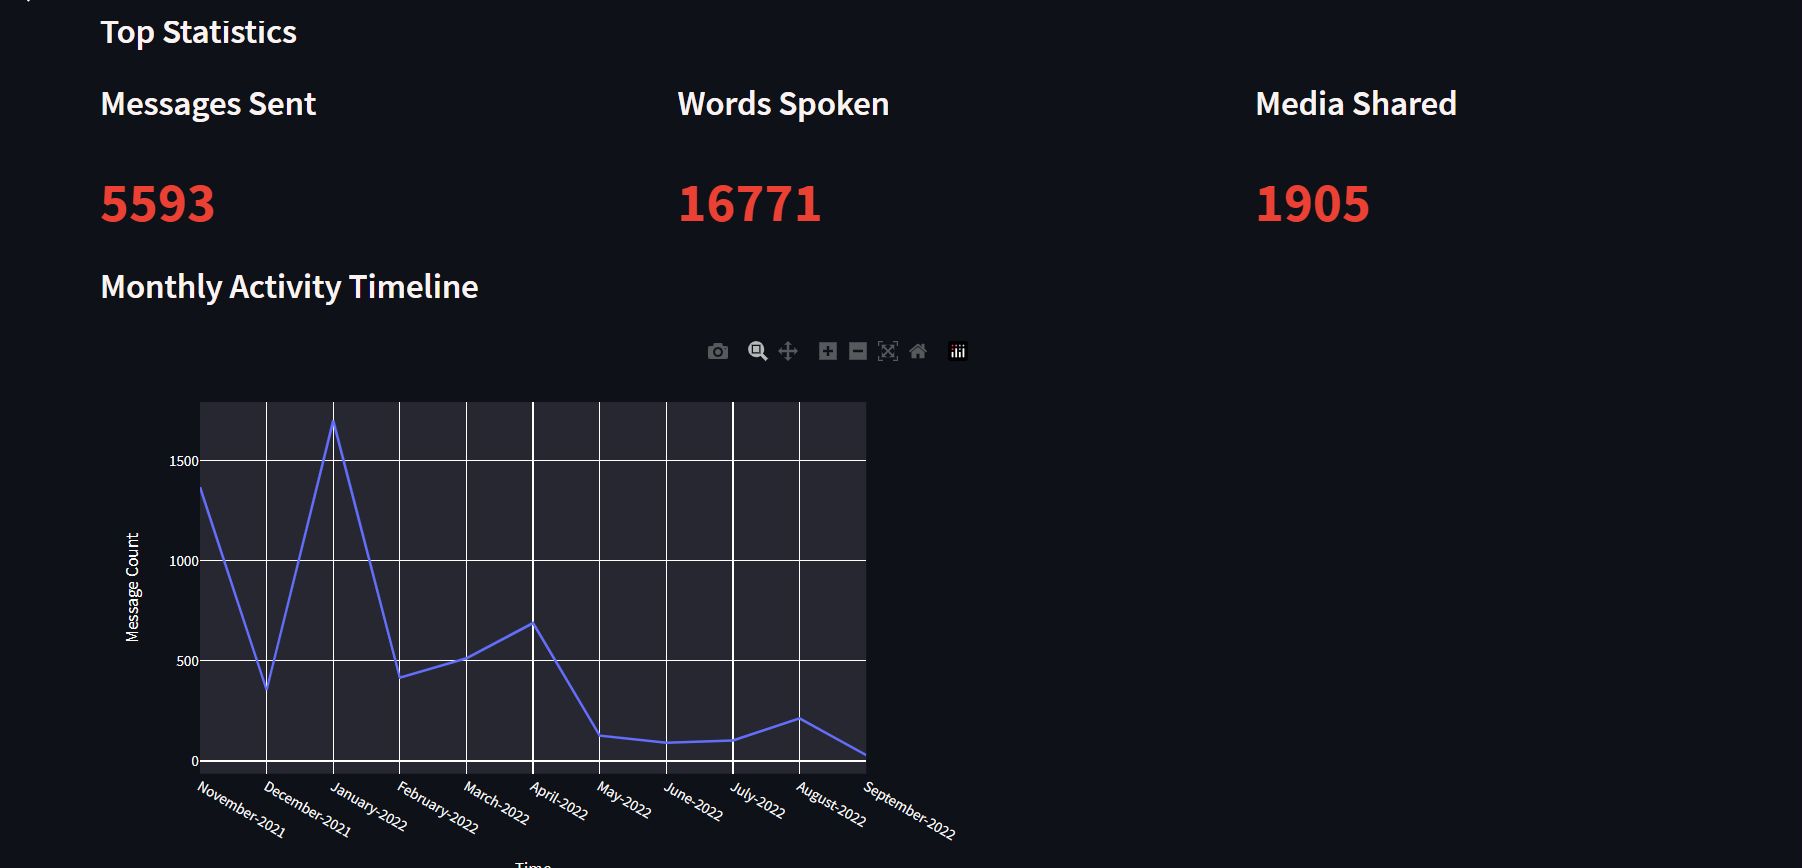 Top Statistics
Messages Sent
Words Spoken
Media Shared
5593
16771
1905
Monthly Activity Timeline
1500
1000
500
0
Message Count
November-2021
December-2021
January-2022
February-2022
March-2022
April-2022
May-2022
June-2022
July-2022
August-2022
September-2022
Time